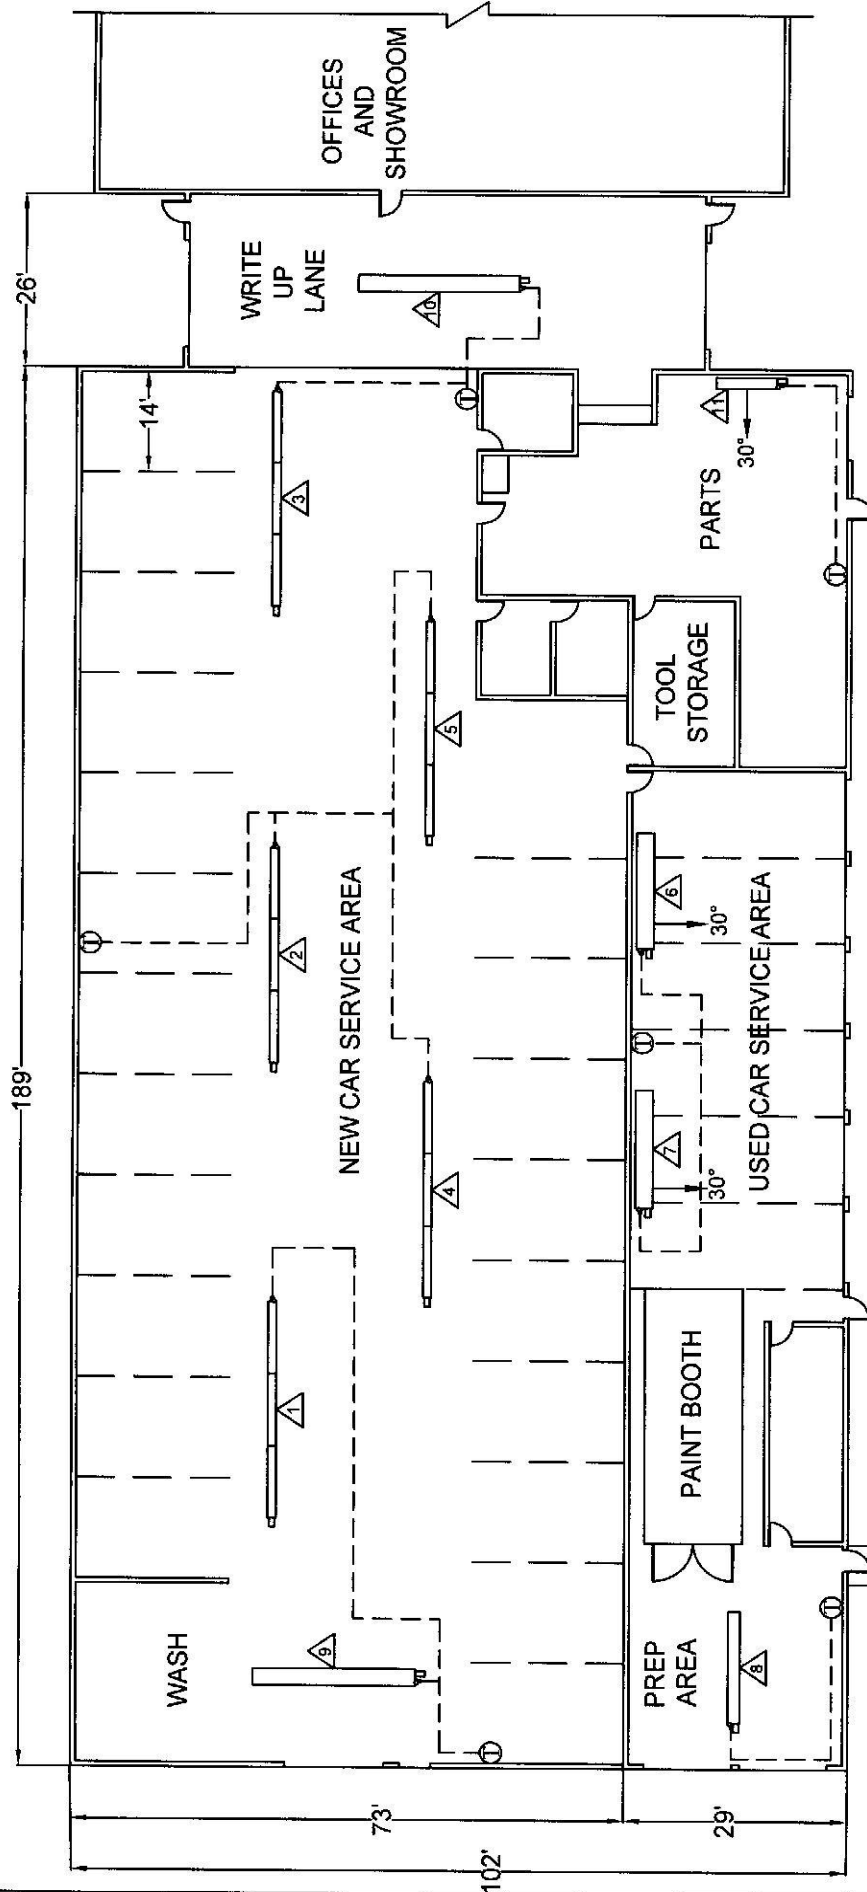 OFFICES
AND
SHOWROOM
26'
WRITE
UP
LANE
10
14'
3
11
30°
PARTS
T
T
5
TOOL
STORAGE
189'
T
2
NEW CAR SERVICE AREA
6
30°
USED CAR SERVICE AREA
T
4
7
30°
1
PAINT BOOTH
WASH
9
T
PREP
AREA
8
T
73'
29'
102'